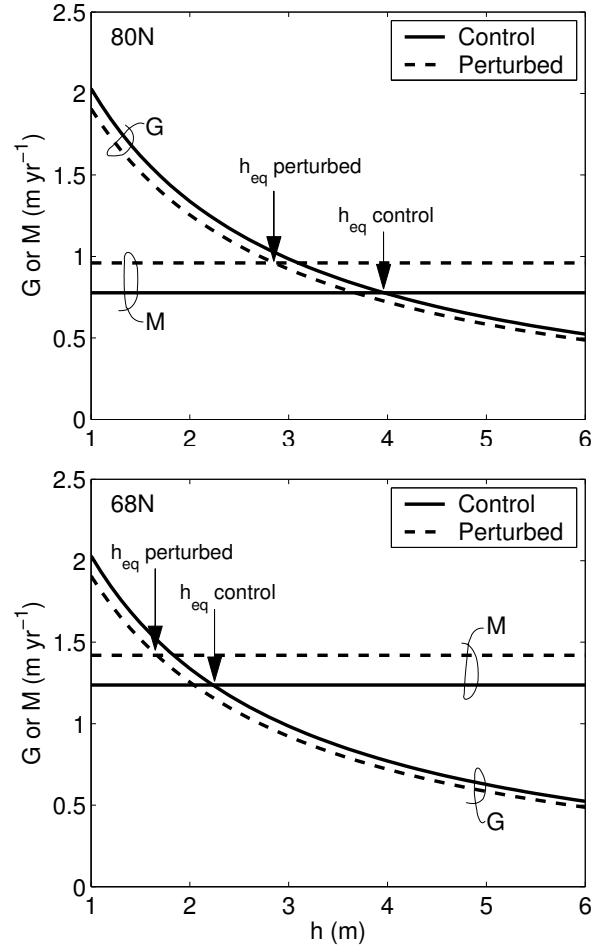 2.5
80N
Control
Perturbed
2
G
h_eq perturbed
1.5
h_eq control
G or M (m yr⁻¹)
1
M
0.5
0
1 2 3 4 5 6
2.5
68N
Control
Perturbed
h_eq perturbed
2
h_eq control
1.5
M
G or M (m yr⁻¹)
1
0.5
G
0
1 2 3 4 5 6
h (m)